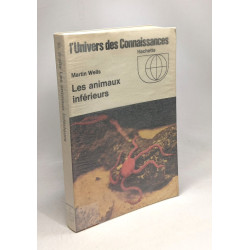 l'Univers des Connaissances
Hachette
Martin Wells
Les animaux
inférieurs